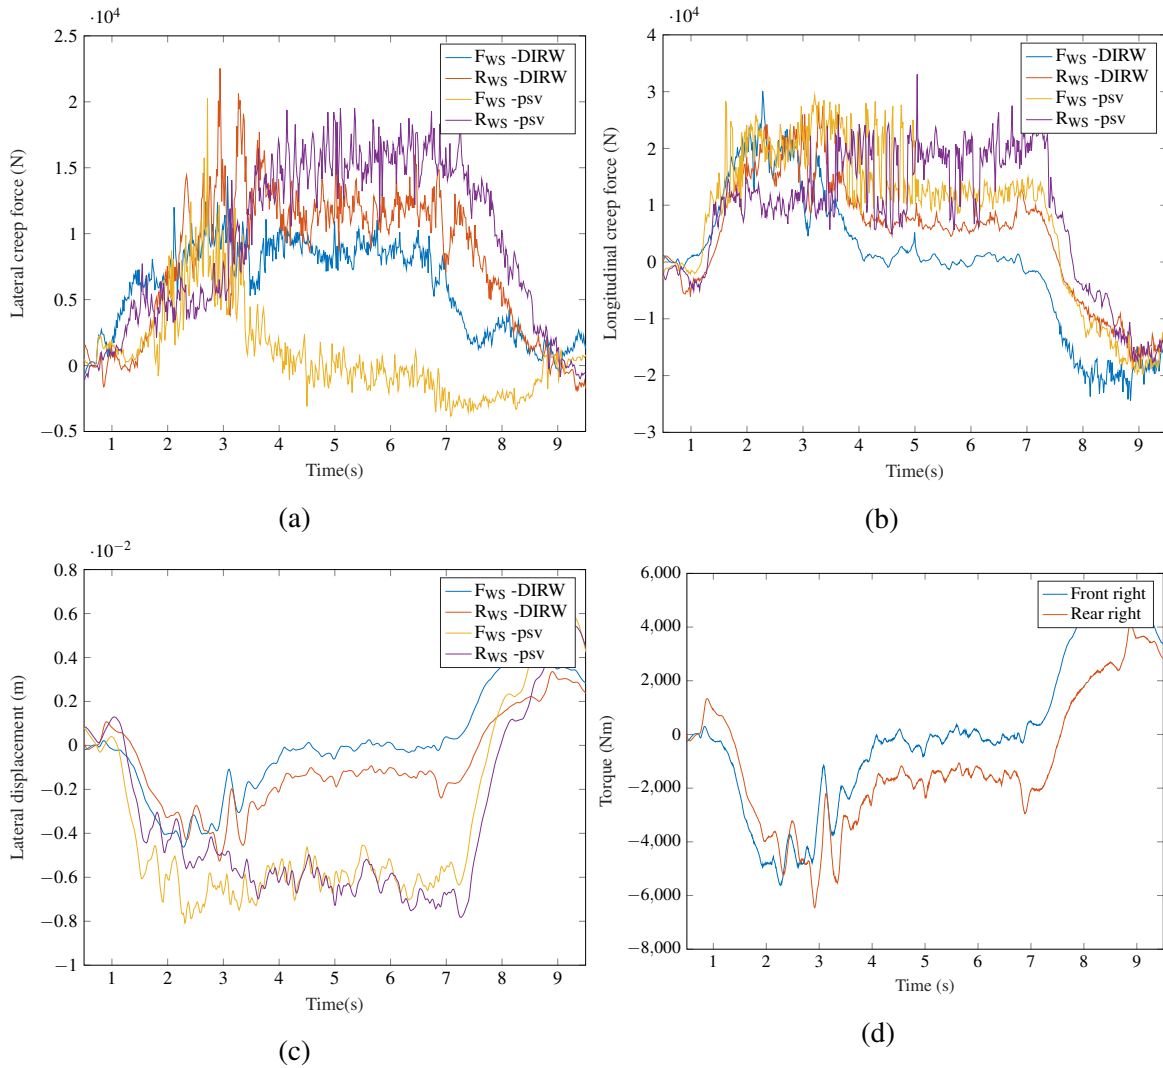 ·10⁴
2.5
2
1.5
1
0.5
0
−0.5
1 2 3 4 5 6 7 8 9
Lateral creep force (N)
Time(s)
F_WS -DIRW
R_WS -DIRW
F_WS -psv
R_WS -psv
(a)
·10⁴
4
3
2
1
0
−1
−2
−3
1 2 3 4 5 6 7 8 9
Longitudinal creep force (N)
Time(s)
F_WS -DIRW
R_WS -DIRW
F_WS -psv
R_WS -psv
(b)
·10⁻²
0.8
0.6
0.4
0.2
0
−0.2
−0.4
−0.6
−0.8
−1
1 2 3 4 5 6 7 8 9
Lateral displacement (m)
Time(s)
F_WS -DIRW
R_WS -DIRW
F_WS -psv
R_WS -psv
(c)
6,000
4,000
2,000
0
−2,000
−4,000
−6,000
−8,000
1 2 3 4 5 6 7 8 9
Torque (Nm)
Time (s)
Front right
Rear right
(d)